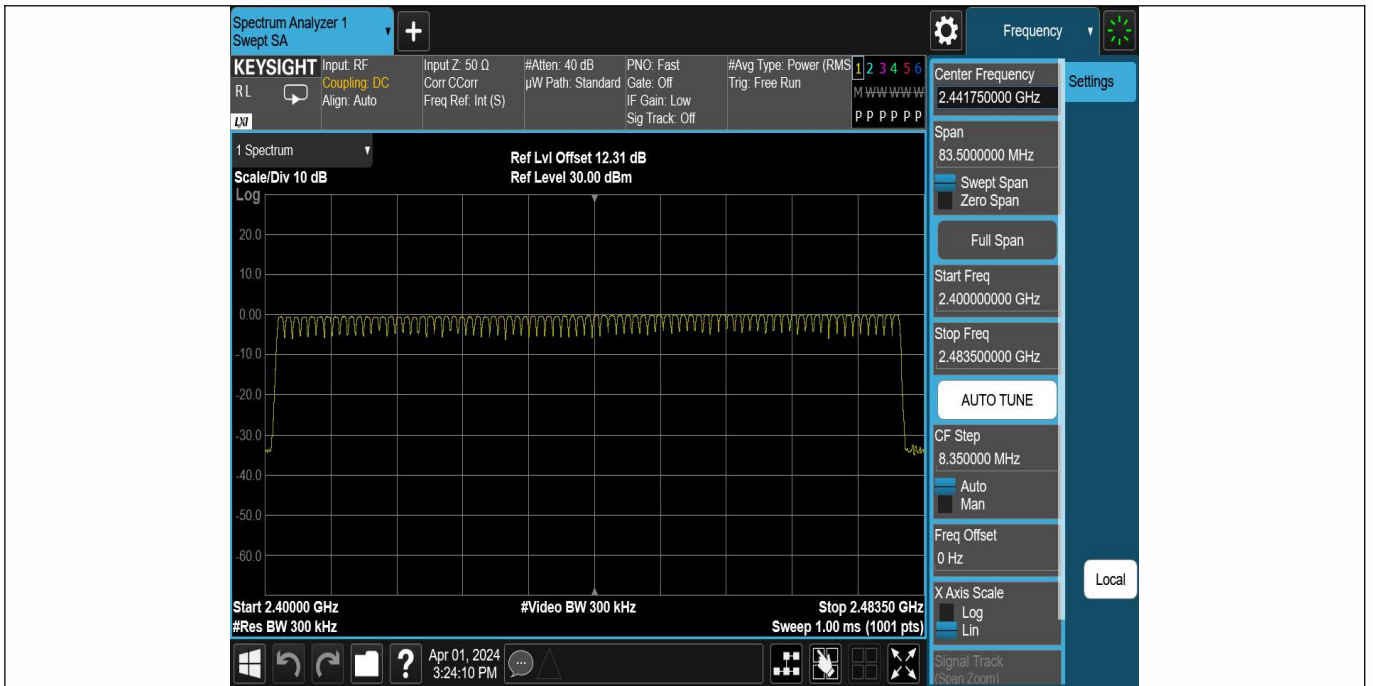 Spectrum Analyzer 1
Swept SA
Frequency
KEYSIGHT
RL
LXI
Input: RF
Coupling: DC
Align: Auto
Input Z: 50 Ω
Corr CCorr
Freq Ref: Int (S)
#Atten: 40 dB
µW Path: Standard
PNO: Fast
Gate: Off
IF Gain: Low
Sig Track: Off
#Avg Type: Power (RMS
Trig: Free Run
1 2 3 4 5 6
M W W W W W
P P P P P P
1 Spectrum
Scale/Div 10 dB
Ref Lvl Offset 12.31 dB
Ref Level 30.00 dBm
Log
20.0
10.0
0.00
-10.0
-20.0
-30.0
-40.0
-50.0
-60.0
Start 2.40000 GHz
#Video BW 300 kHz
Stop 2.48350 GHz
#Res BW 300 kHz
Sweep 1.00 ms (1001 pts)
Center Frequency
2.441750000 GHz
Settings
Span
83.5000000 MHz
Swept Span
Zero Span
Full Span
Start Freq
2.400000000 GHz
Stop Freq
2.483500000 GHz
AUTO TUNE
CF Step
8.350000 MHz
Auto
Man
Freq Offset
0 Hz
X Axis Scale
Log
Lin
Signal Track
(Span Zoom)
Local
?
Apr 01, 2024
3:24:10 PM